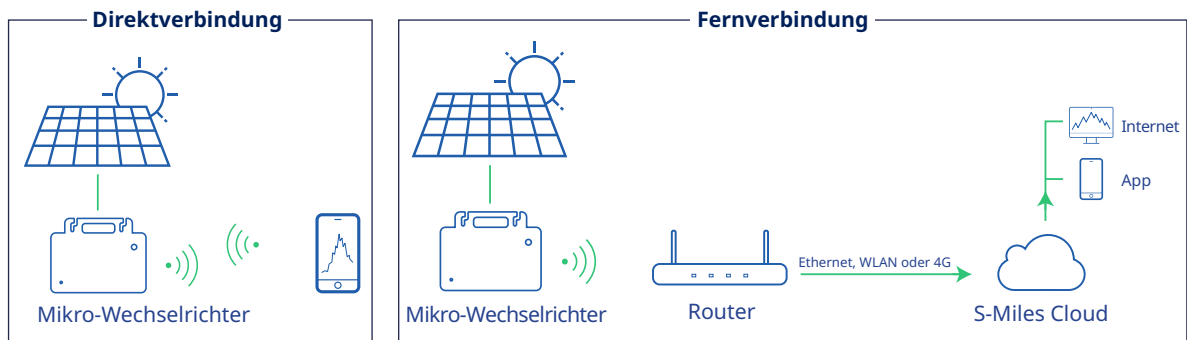 Direktverbindung
Mikro-Wechselrichter
Fernverbindung
Mikro-Wechselrichter
Router
Ethernet, WLAN oder 4G
S-Miles Cloud
Internet
App